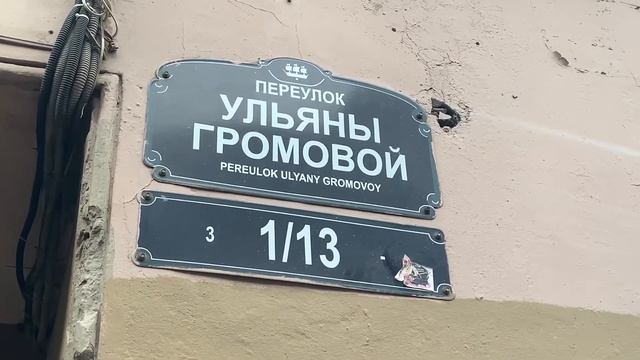 ПЕРЕУЛОК
УЛЬЯНЫ
ГРОМОВОЙ
PEREULOK ULYANY GROMOVOY
3 1/13